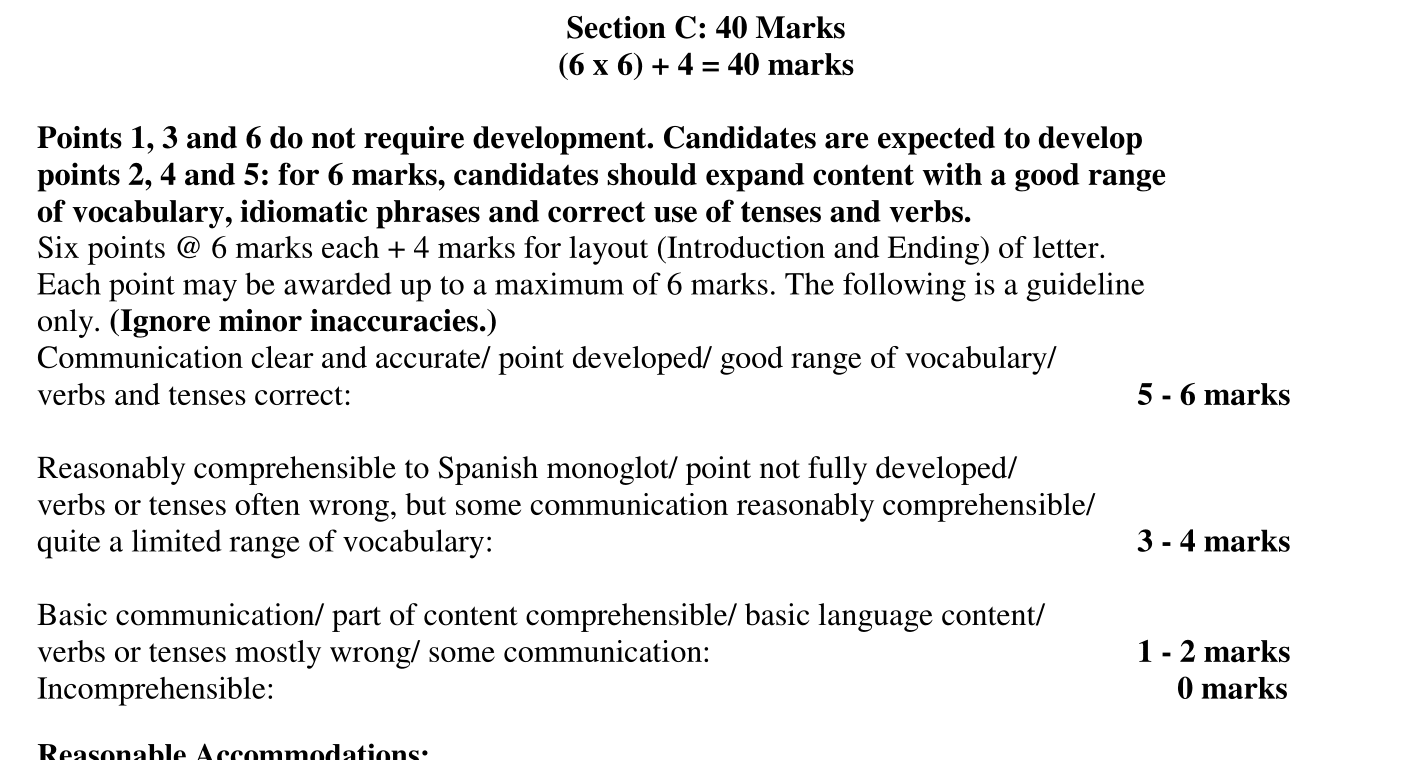 Section C: 40 Marks
(6 x 6) + 4 = 40 marks
Points 1, 3 and 6 do not require development. Candidates are expected to develop
points 2, 4 and 5: for 6 marks, candidates should expand content with a good range
of vocabulary, idiomatic phrases and correct use of tenses and verbs.
Six points @ 6 marks each + 4 marks for layout (Introduction and Ending) of letter.
Each point may be awarded up to a maximum of 6 marks. The following is a guideline
only. (Ignore minor inaccuracies.)
Communication clear and accurate/ point developed/ good range of vocabulary/
verbs and tenses correct: 5 - 6 marks
Reasonably comprehensible to Spanish monoglot/ point not fully developed/
verbs or tenses often wrong, but some communication reasonably comprehensible/
quite a limited range of vocabulary: 3 - 4 marks
Basic communication/ part of content comprehensible/ basic language content/
verbs or tenses mostly wrong/ some communication: 1 - 2 marks
Incomprehensible: 0 marks
Reasonable Accommodations: